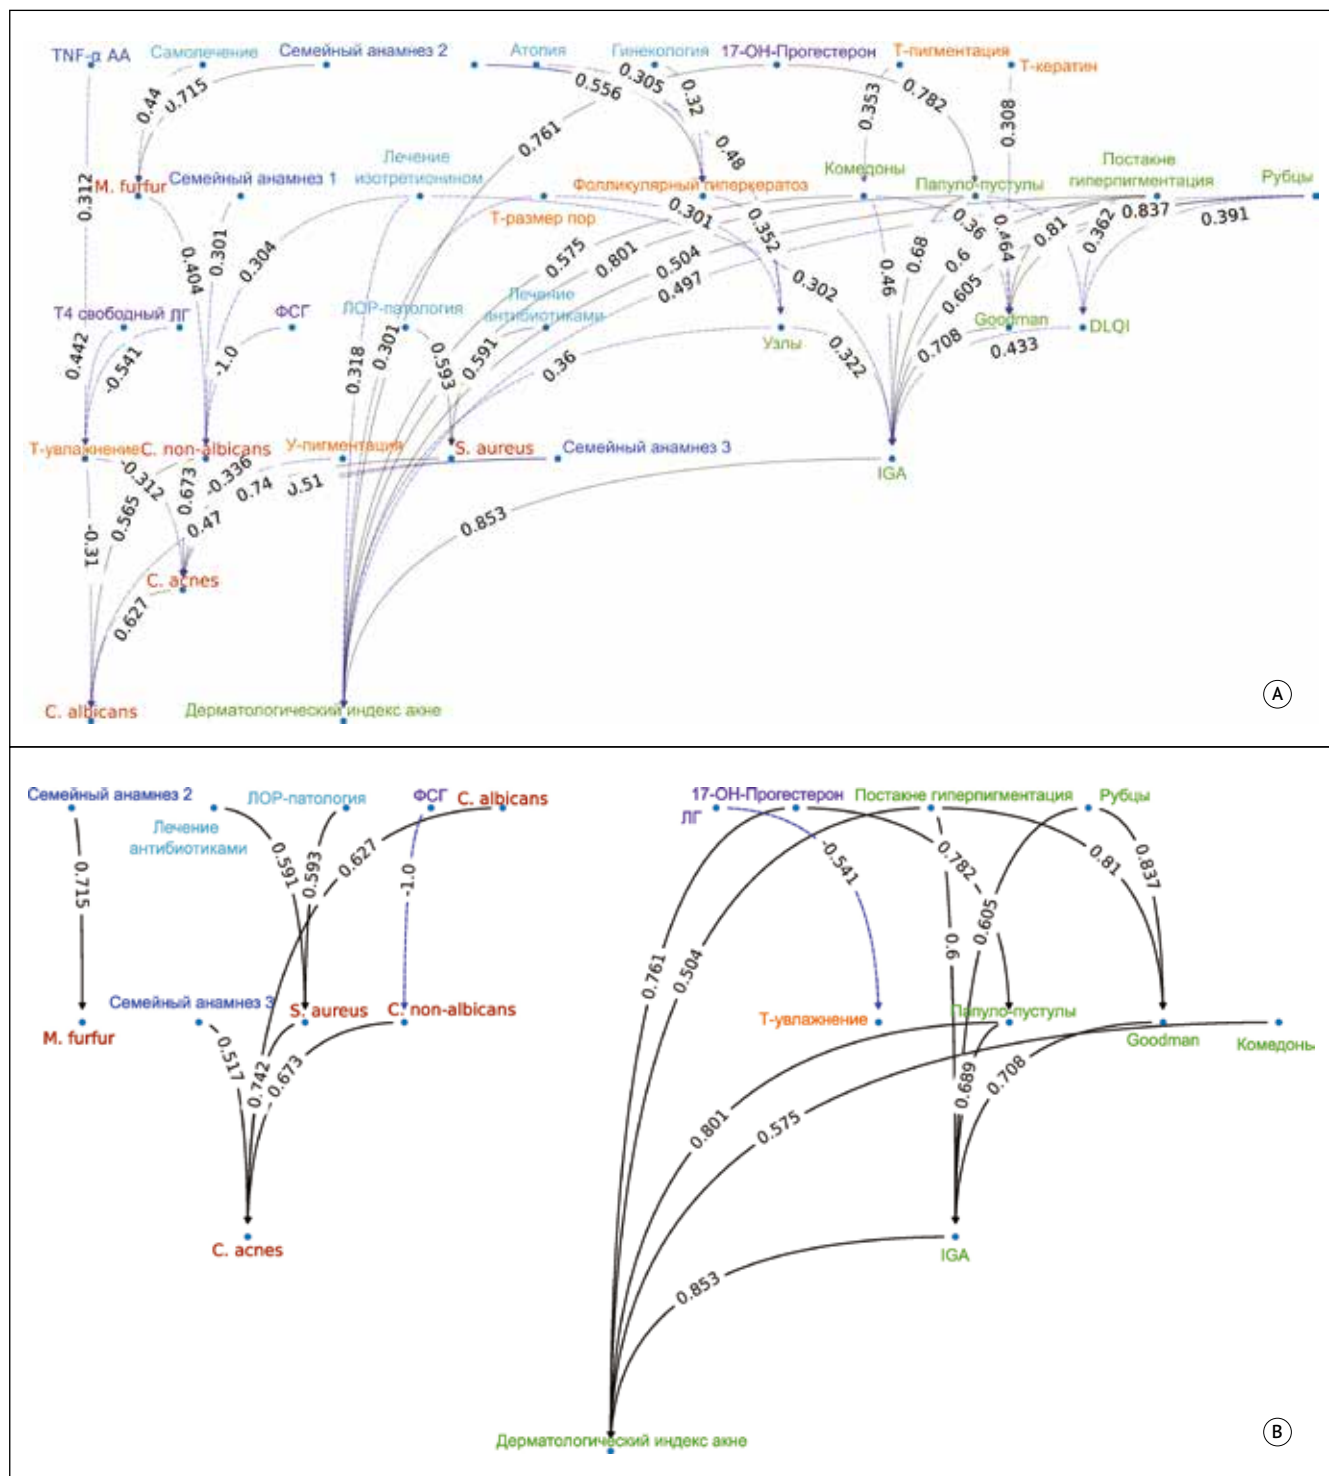 TNF-α AA
Самолечение
Семейный анамнез 2
Атопия
Гинекология
17-ОН-Прогестерон
Т-пигментация
Т-кератин
0.44
0.715
0.556
0.305
0.32
0.353
0.782
0.308
0.761
0.48
0.312
M. furfur
Семейный анамнез 1
Лечение
изотретионином
Т-размер пор
Фолликулярный гиперкератоз
Комедоны
Папуло-пустулы
Постакне
гиперпигментация
Рубцы
0.404
0.301
0.304
0.575
0.801
0.504
0.497
0.301
0.352
0.302
0.46
0.68
0.6
0.605
0.36
0.464
0.81
0.362
0.837
0.391
Т4 свободный
ЛГ
ФСГ
ЛОР-патология
Лечение
антибиотиками
Узлы
Goodman
DLQI
0.442
-0.541
-1.0
0.318
0.301
0.593
0.591
0.36
0.322
0.708
0.433
Т-увлажнение
C. non-albicans
У-пигментация
S. aureus
Семейный анамнез 3
IGA
-0.312
0.673
-0.336
0.74
0.51
0.47
0.565
-0.31
0.853
C. acnes
0.627
C. albicans
Дерматологический индекс акне
A
Семейный анамнез 2
Лечение
антибиотиками
ЛОР-патология
ФСГ
C. albicans
17-ОН-Прогестерон
ЛГ
Постакне гиперпигментация
Рубцы
0.715
0.591
0.593
0.627
-1.0
-0.541
0.782
0.605
0.81
0.837
0.761
0.504
0.6
M. furfur
Семейный анамнез 3
S. aureus
C. non-albicans
Т-увлажнение
Папуло-пустулы
Goodman
Комедоны
0.517
0.742
0.673
0.801
0.575
0.689
0.708
C. acnes
IGA
0.853
Дерматологический индекс акне
B